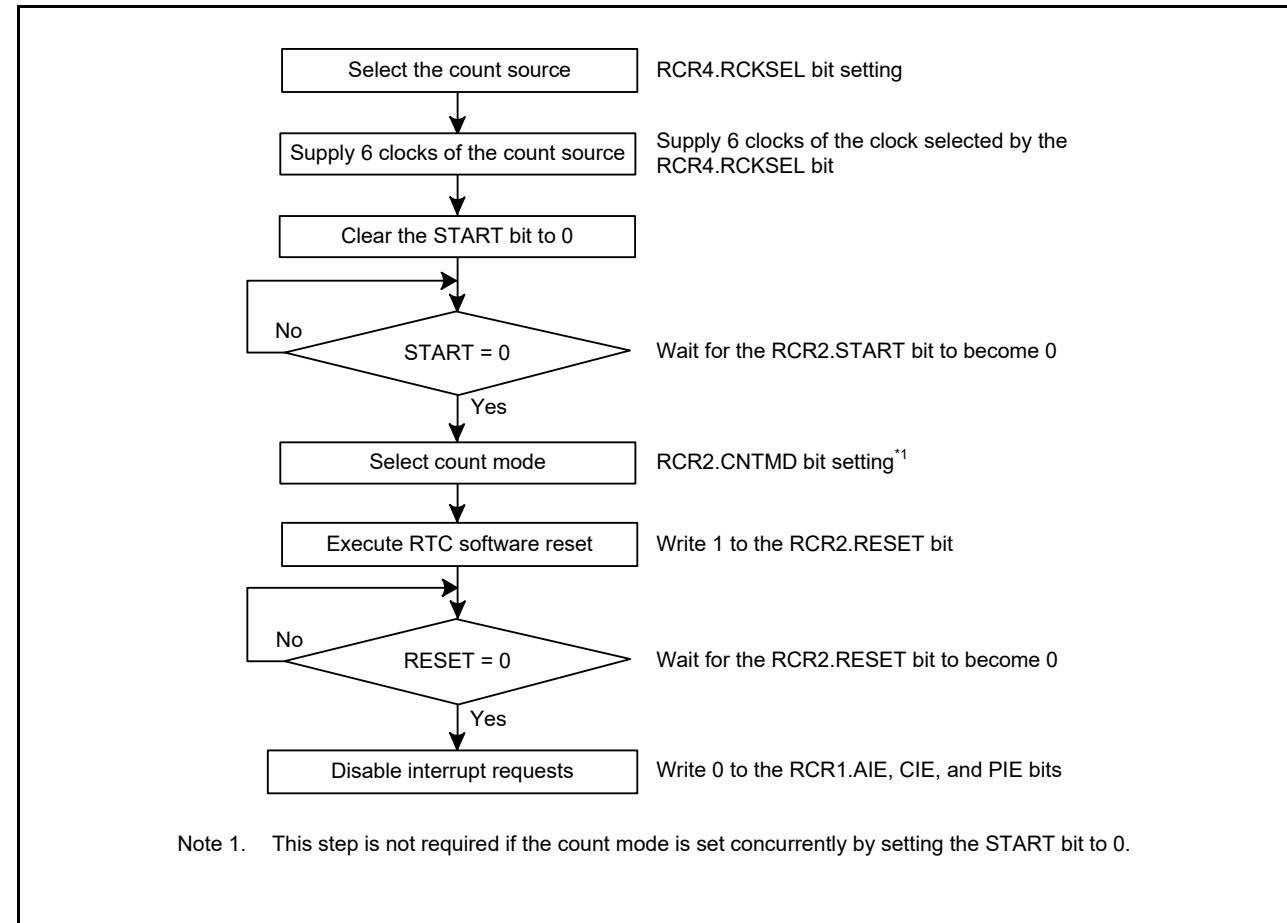 Select the count source RCR4.RCKSEL bit setting
Supply 6 clocks of the count source Supply 6 clocks of the clock selected by the
RCR4.RCKSEL bit
Clear the START bit to 0
No
START = 0 Wait for the RCR2.START bit to become 0
Yes
Select count mode RCR2.CNTMD bit setting*1
Execute RTC software reset Write 1 to the RCR2.RESET bit
No
RESET = 0 Wait for the RCR2.RESET bit to become 0
Yes
Disable interrupt requests Write 0 to the RCR1.AIE, CIE, and PIE bits
Note 1. This step is not required if the count mode is set concurrently by setting the START bit to 0.